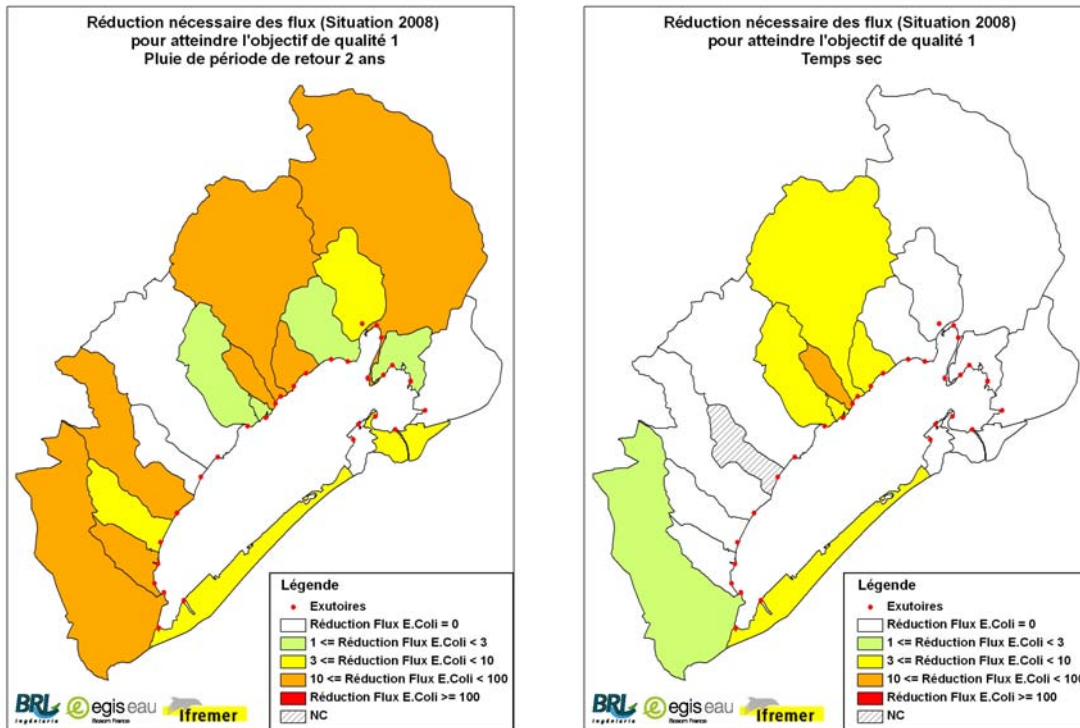 Réduction nécessaire des flux (Situation 2008)
pour atteindre l'objectif de qualité 1
Pluie de période de retour 2 ans
Légende
Exutoires
Réduction Flux E.Coli = 0
1 <= Réduction Flux E.Coli < 3
3 <= Réduction Flux E.Coli < 10
10 <= Réduction Flux E.Coli < 100
Réduction Flux E.Coli >= 100
NC
BRL
Ingénierie
egis eau
Ifremer
Réduction nécessaire des flux (Situation 2008)
pour atteindre l'objectif de qualité 1
Temps sec
Légende
Exutoires
Réduction Flux E.Coli = 0
1 <= Réduction Flux E.Coli < 3
3 <= Réduction Flux E.Coli < 10
10 <= Réduction Flux E.Coli < 100
Réduction Flux E.Coli >= 100
NC
BRL
Ingénierie
egis eau
Ifremer